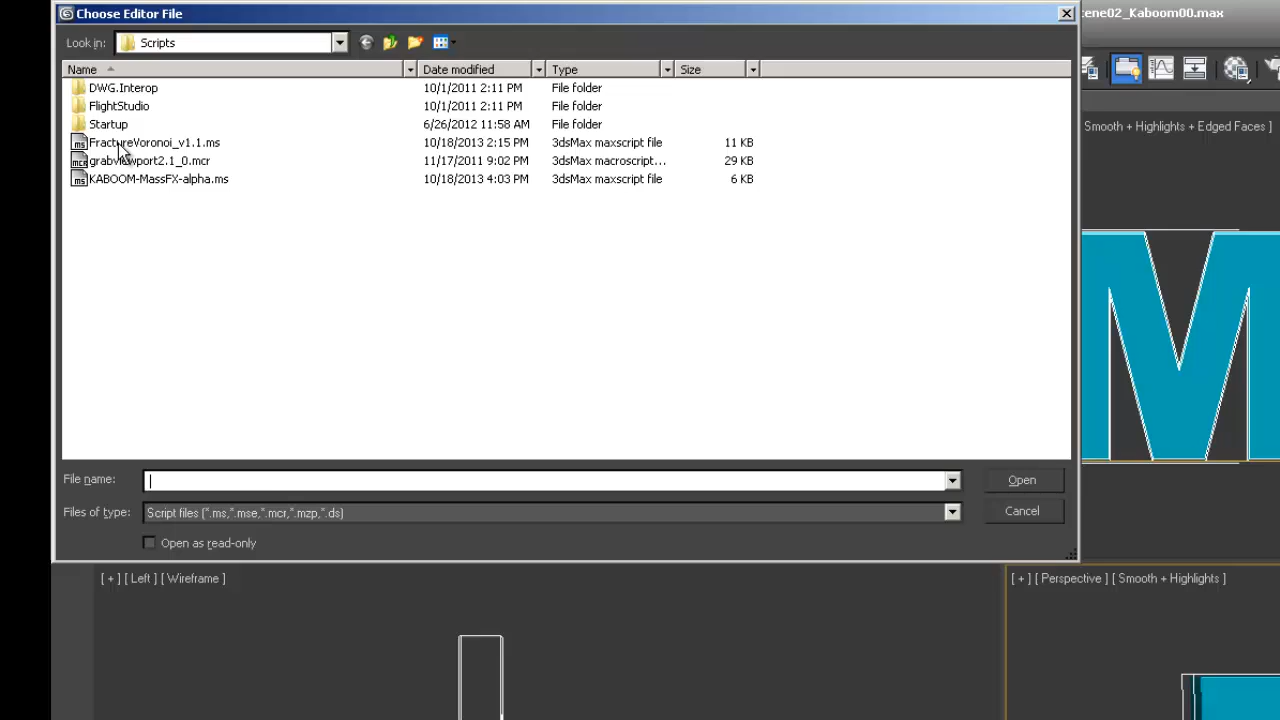 Choose Editor File
cene02_Kaboom00.max
Look in: Scripts
Name Date modified Type Size
DWG.Interop 10/1/2011 2:11 PM File folder
FlightStudio 10/1/2011 2:11 PM File folder
Startup 6/26/2012 11:58 AM File folder
FractureVoronoi_v1.1.ms 10/18/2013 2:15 PM 3dsMax maxscript file 11 KB
grabviewport2.1_0.mcr 11/17/2011 9:02 PM 3dsMax macroscript... 29 KB
KABOOM-MassFX-alpha.ms 10/18/2013 4:03 PM 3dsMax maxscript file 6 KB
Smooth + Highlights + Edged Faces ]
M
File name:
Open
Files of type: Script files (*.ms,*.mse,*.mcr,*.mzp,*.ds)
Cancel
Open as read-only
[ + ] [ Left ] [ Wireframe ]
[ + ] [ Perspective ] [ Smooth + Highlights ]